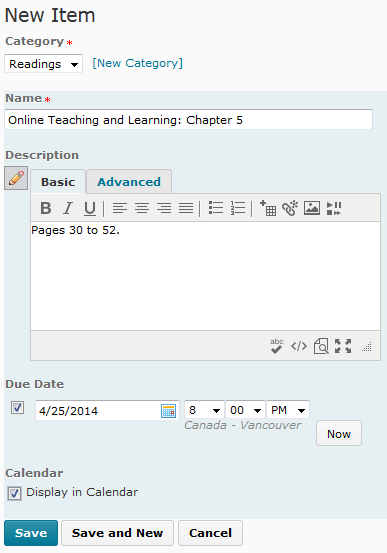 New Item
Category *
Readings [New Category]
Name *
Online Teaching and Learning: Chapter 5
Description
Basic Advanced
B I U
Pages 30 to 52.
abc </>
Due Date
4/25/2014 8 00 PM
Canada - Vancouver
Now
Calendar
Display in Calendar
Save Save and New Cancel